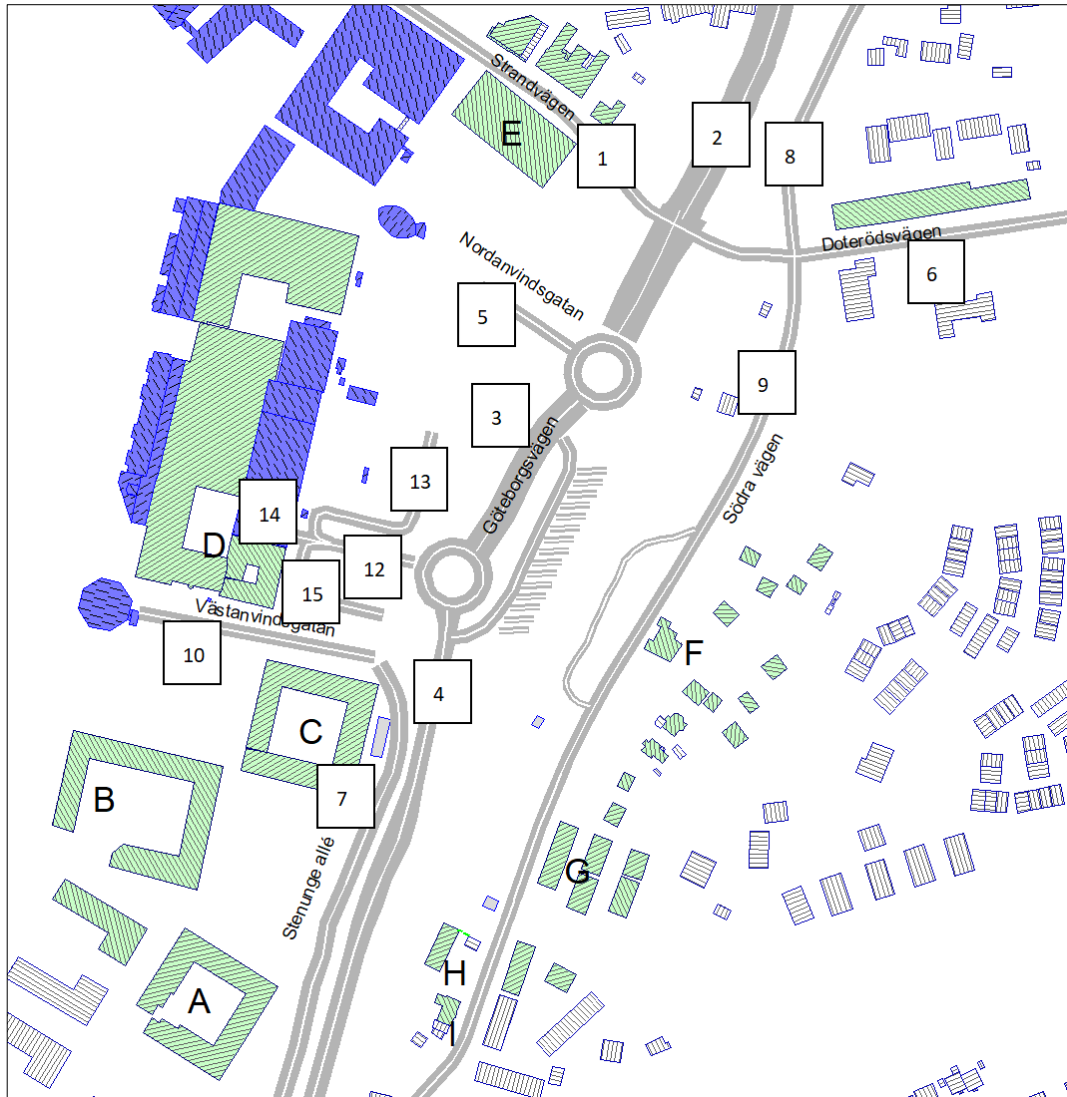 Strandvägen
E
1
2
8
Nordanvindsgatan
Doterödsvägen
6
5
9
3
Göteborgsvägen
Södra vägen
13
14
D
12
15
Västanvindsgatan
10
F
4
C
7
B
Stenunge allé
G
H
A
I